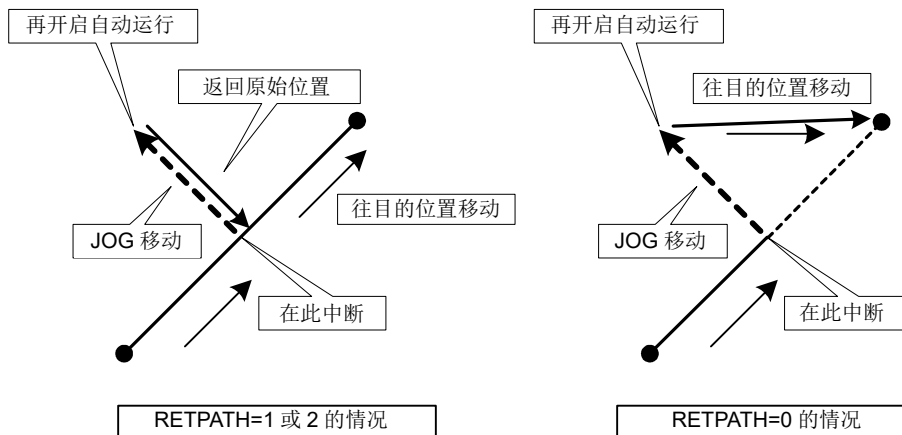 再开启自动运行
返回原始位置
往目的位置移动
JOG 移动
在此中断
RETPATH=1 或 2 的情况
再开启自动运行
往目的位置移动
JOG 移动
在此中断
RETPATH=0 的情况